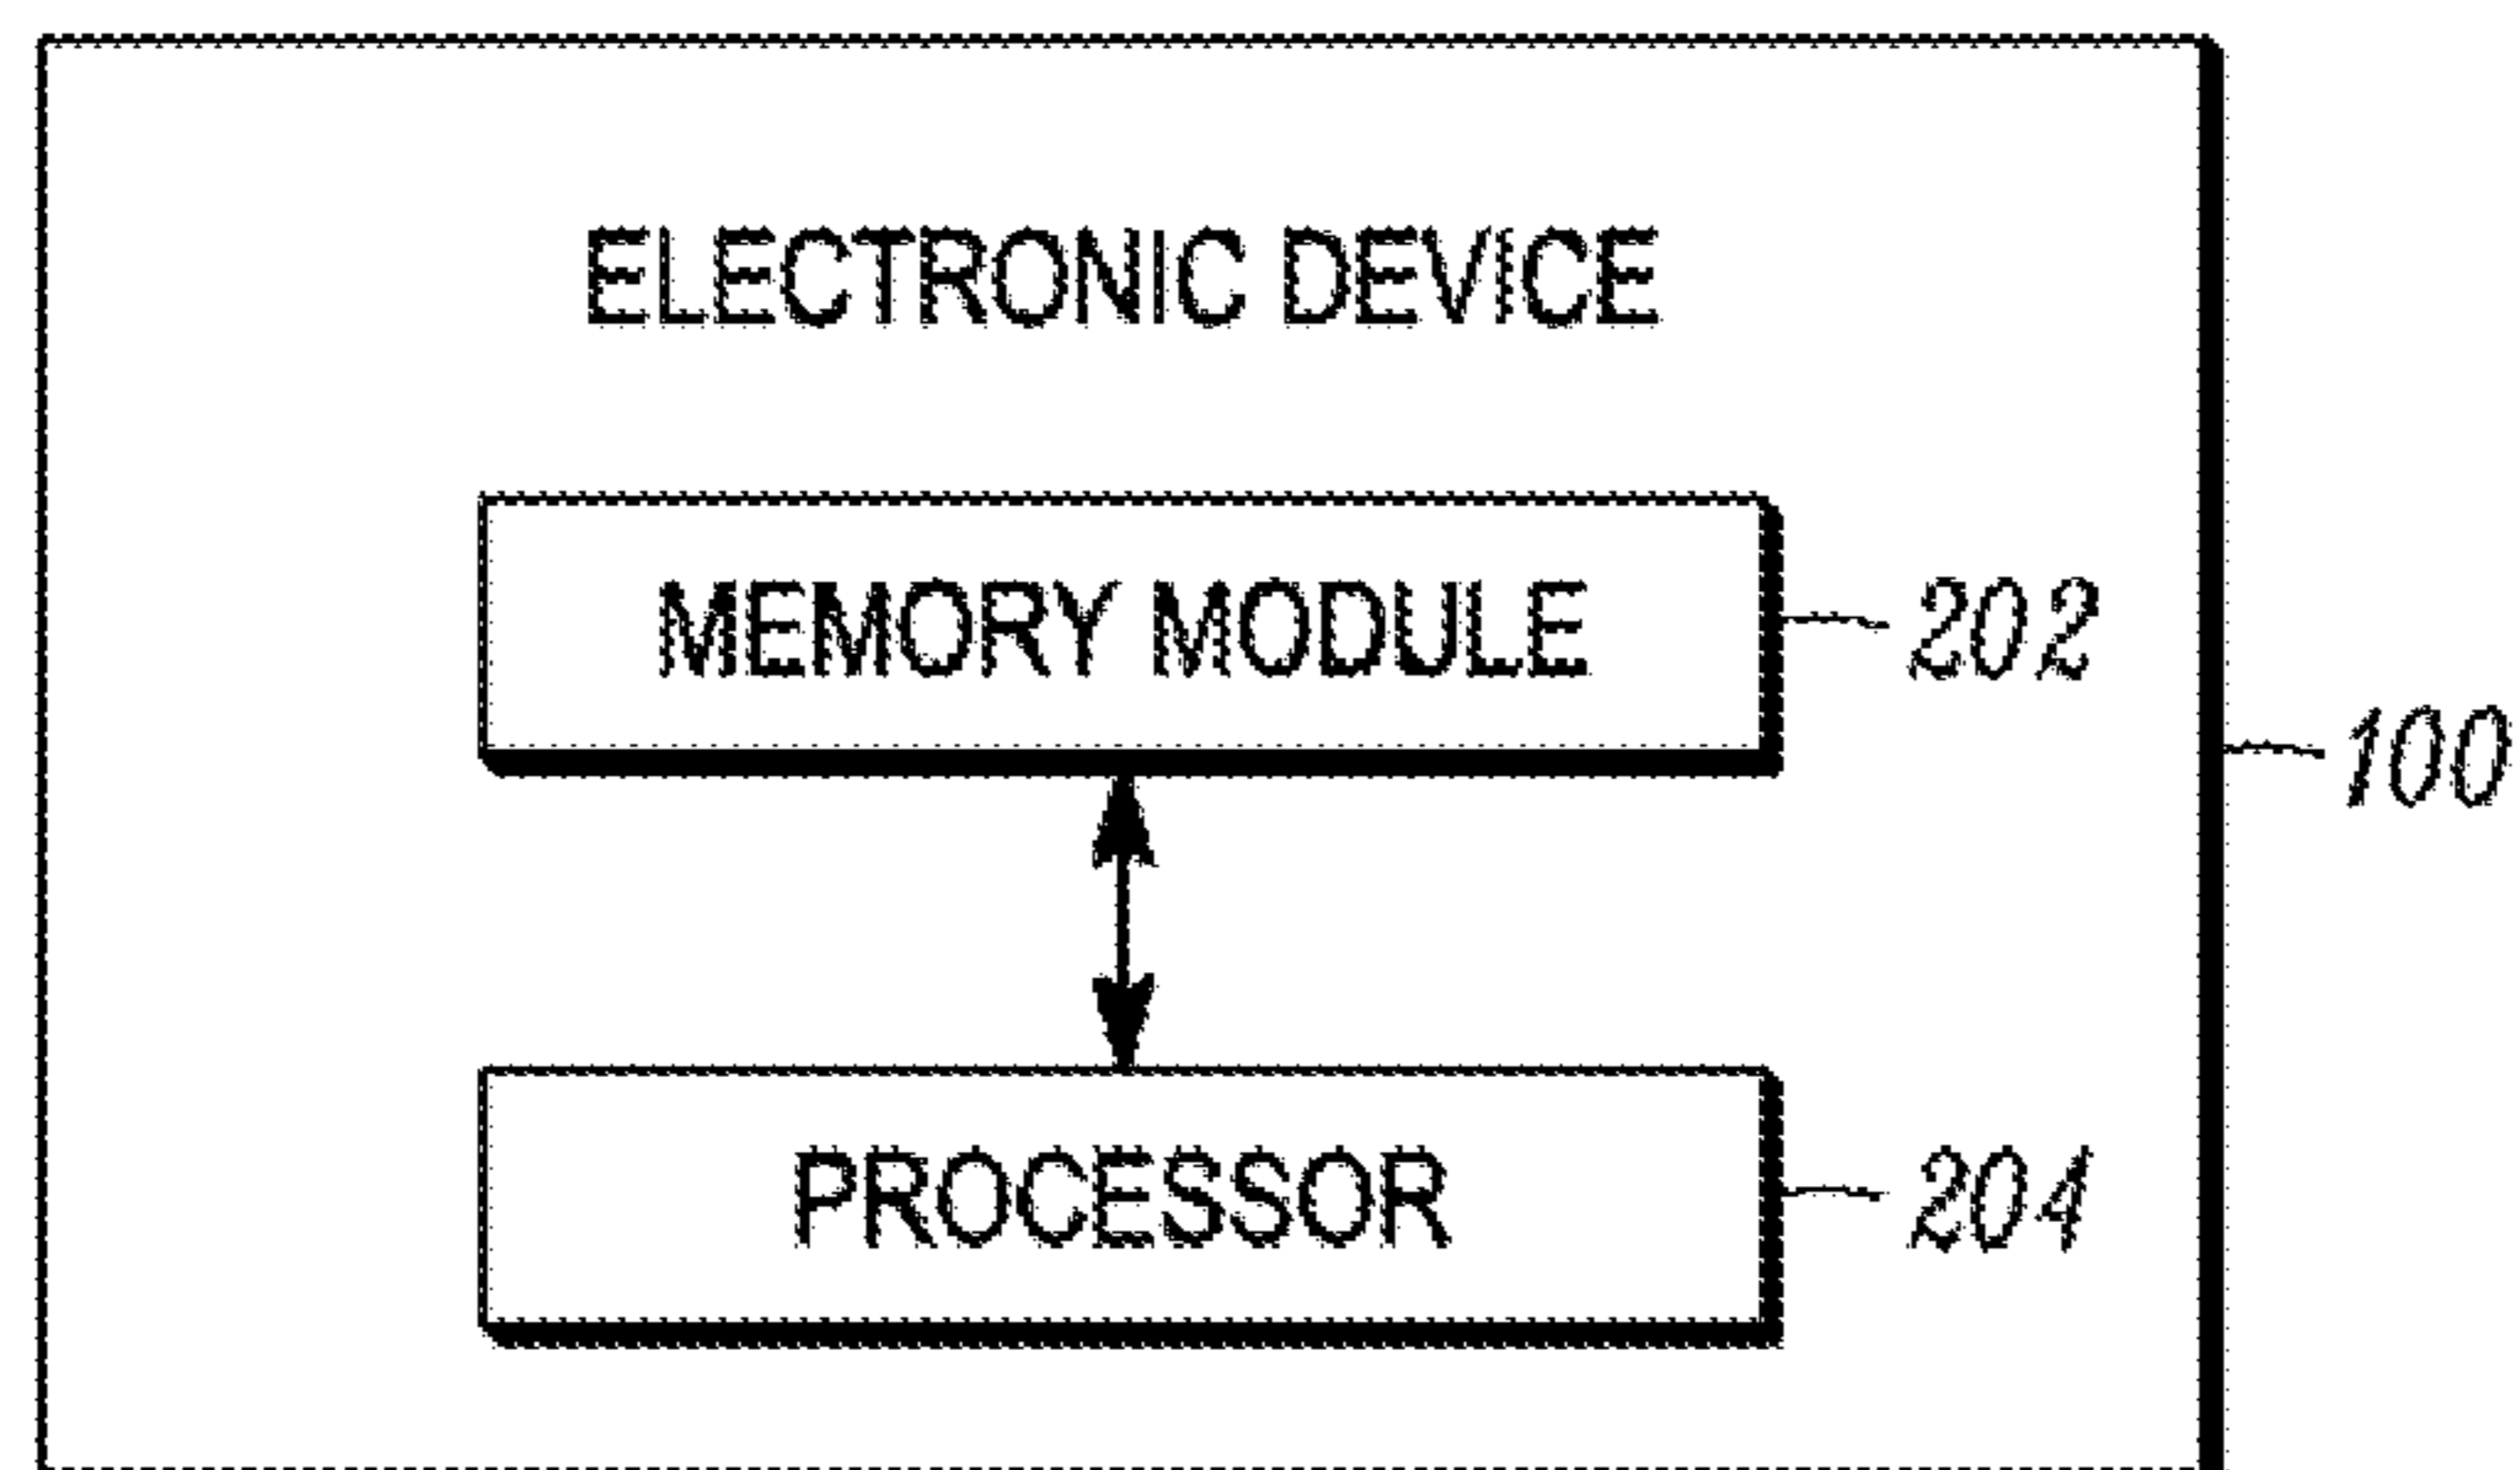 ELECTRONIC DEVICE
MEMORY MODULE
202
100
PROCESSOR
204